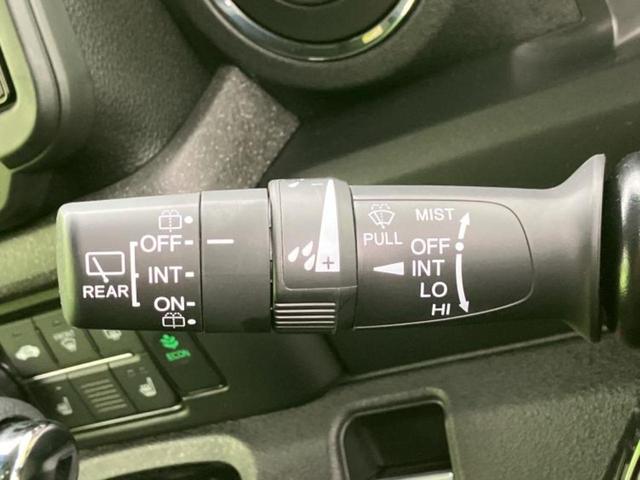 OFF
INT
ON
REAR
- 
+
PULL
MIST
OFF
INT
LO
HI
ECON